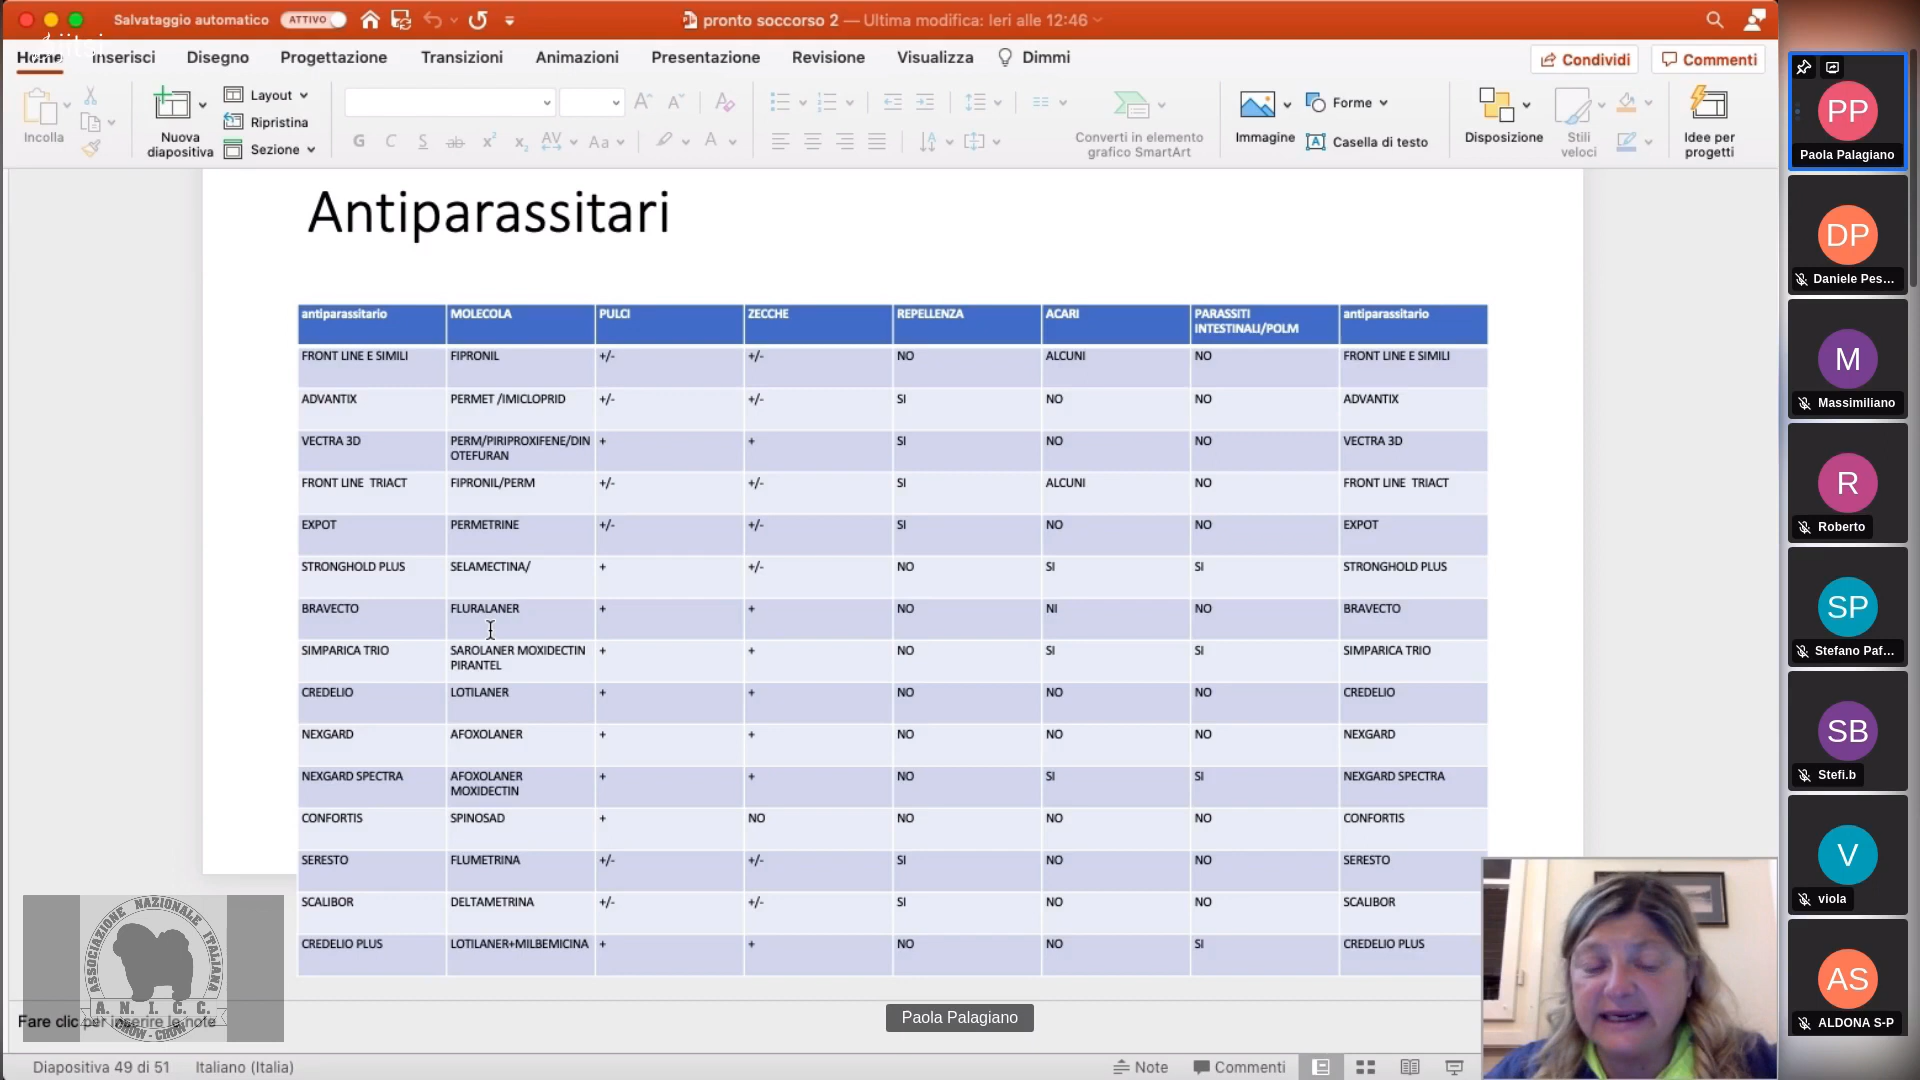 Salvataggio automatico ATTIVO pronto soccorso 2 — Ultima modifica: Ieri alle 12:46
Home Inserisci Disegno Progettazione Transizioni Animazioni Presentazione Revisione Visualizza Dimmi Condividi Commenti
Incolla
Nuova diapositiva
Layout
Ripristina
Sezione
G C S ab x² x₂ AV Aa A
Converti in elemento grafico SmartArt
Immagine
Forme
Casella di testo
Disposizione
Stili veloci
Idee per progetti
Antiparassitari
antiparassitario MOLECOLA PULCI ZECCHE REPELLENZA ACARI PARASSITI INTESTINALI/POLM antiparassitario
FRONT LINE E SIMILI FIPRONIL +/- +/- NO ALCUNI NO FRONT LINE E SIMILI
ADVANTIX PERMET /IMICLOPRID +/- +/- SI NO NO ADVANTIX
VECTRA 3D PERM/PIRIPROXIFENE/DINOTEFURAN + + SI NO NO VECTRA 3D
FRONT LINE TRIACT FIPRONIL/PERM +/- +/- SI ALCUNI NO FRONT LINE TRIACT
EXPOT PERMETRINE +/- +/- SI NO NO EXPOT
STRONGHOLD PLUS SELAMECTINA/ + +/- NO SI SI STRONGHOLD PLUS
BRAVECTO FLURALANER + + NO NI NO BRAVECTO
SIMPARICA TRIO SAROLANER MOXIDECTIN PIRANTEL + + NO SI SI SIMPARICA TRIO
CREDELIO LOTILANER + + NO NO NO CREDELIO
NEXGARD AFOXOLANER + + NO NO NO NEXGARD
NEXGARD SPECTRA AFOXOLANER MOXIDECTIN + + NO SI SI NEXGARD SPECTRA
CONFORTIS SPINOSAD + NO NO NO NO CONFORTIS
SERESTO FLUMETRINA +/- +/- SI NO NO SERESTO
SCALIBOR DELTAMETRINA +/- +/- SI NO NO SCALIBOR
CREDELIO PLUS LOTILANER+MILBEMICINA + + NO NO SI CREDELIO PLUS
ASSOCIAZIONE NAZIONALE ITALIANA
A. N. I. C. C.
CHOW - CHOW
Fare clic per inserire le note
Paola Palagiano
Diapositiva 49 di 51 Italiano (Italia) Note Commenti
PP
Paola Palagiano
DP
Daniele Pes...
M
Massimiliano
R
Roberto
SP
Stefano Paf...
SB
Stefi.b
V
viola
AS
ALDONA S-P